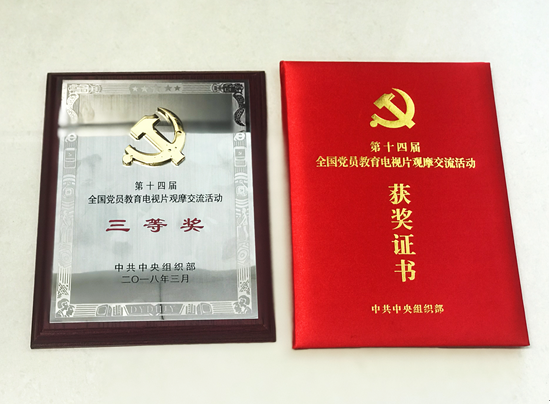 第十四届
全国党员教育电视片观摩交流活动
三等奖
中共中央组织部
二〇一八年三月
第十四届
全国党员教育电视片观摩交流活动
获奖证书
中共中央组织部